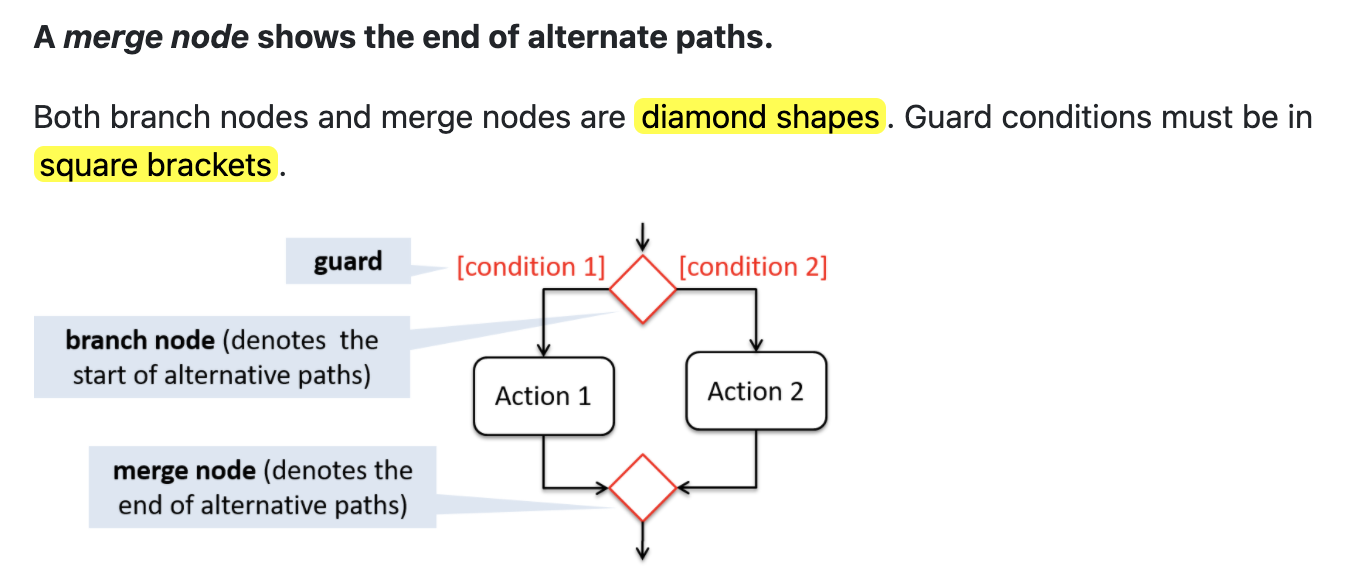 A merge node shows the end of alternate paths.
Both branch nodes and merge nodes are diamond shapes. Guard conditions must be in
square brackets.
guard
[condition 1]
[condition 2]
branch node (denotes the
start of alternative paths)
Action 1
Action 2
merge node (denotes the
end of alternative paths)